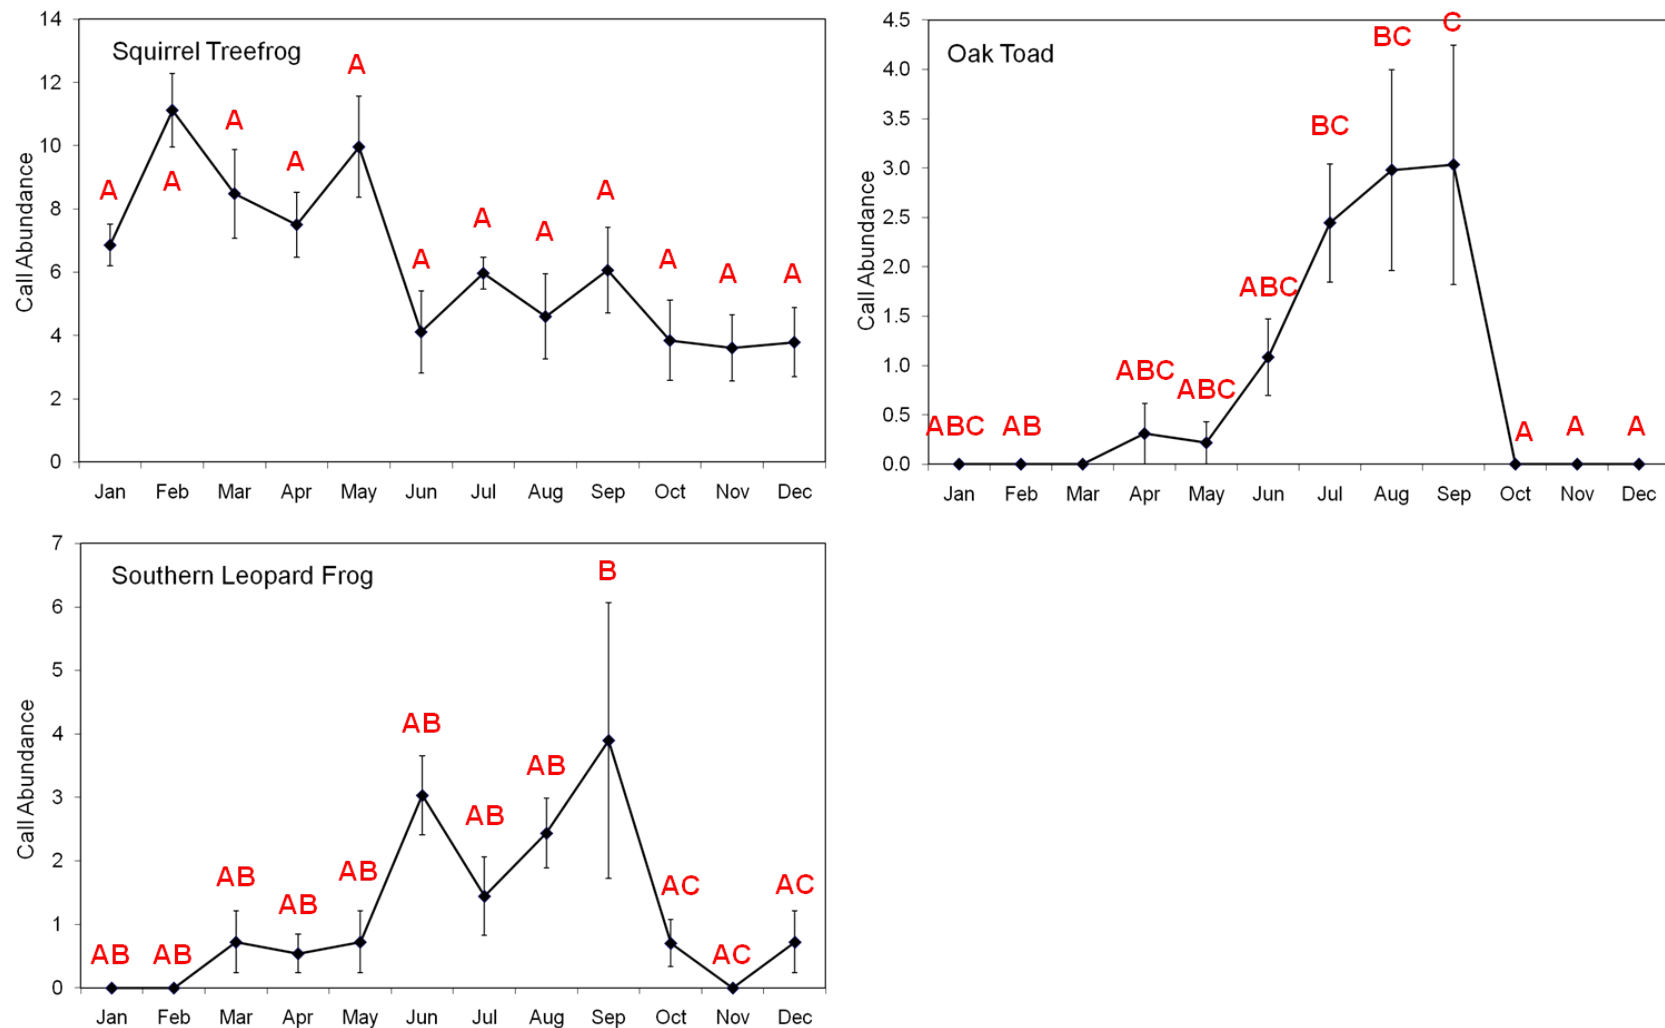 Squirrel Treefrog
Call Abundance
14
12
10
8
6
4
2
0
A A A A A A A A A A A A
Jan Feb Mar Apr May Jun Jul Aug Sep Oct Nov Dec
Oak Toad
Call Abundance
4.5
4.0
3.5
3.0
2.5
2.0
1.5
1.0
0.5
0.0
ABC AB ABC ABC ABC BC BC C A A A
Jan Feb Mar Apr May Jun Jul Aug Sep Oct Nov Dec
Southern Leopard Frog
Call Abundance
7
6
5
4
3
2
1
0
AB AB AB AB AB AB AB AB B AC AC AC
Jan Feb Mar Apr May Jun Jul Aug Sep Oct Nov Dec